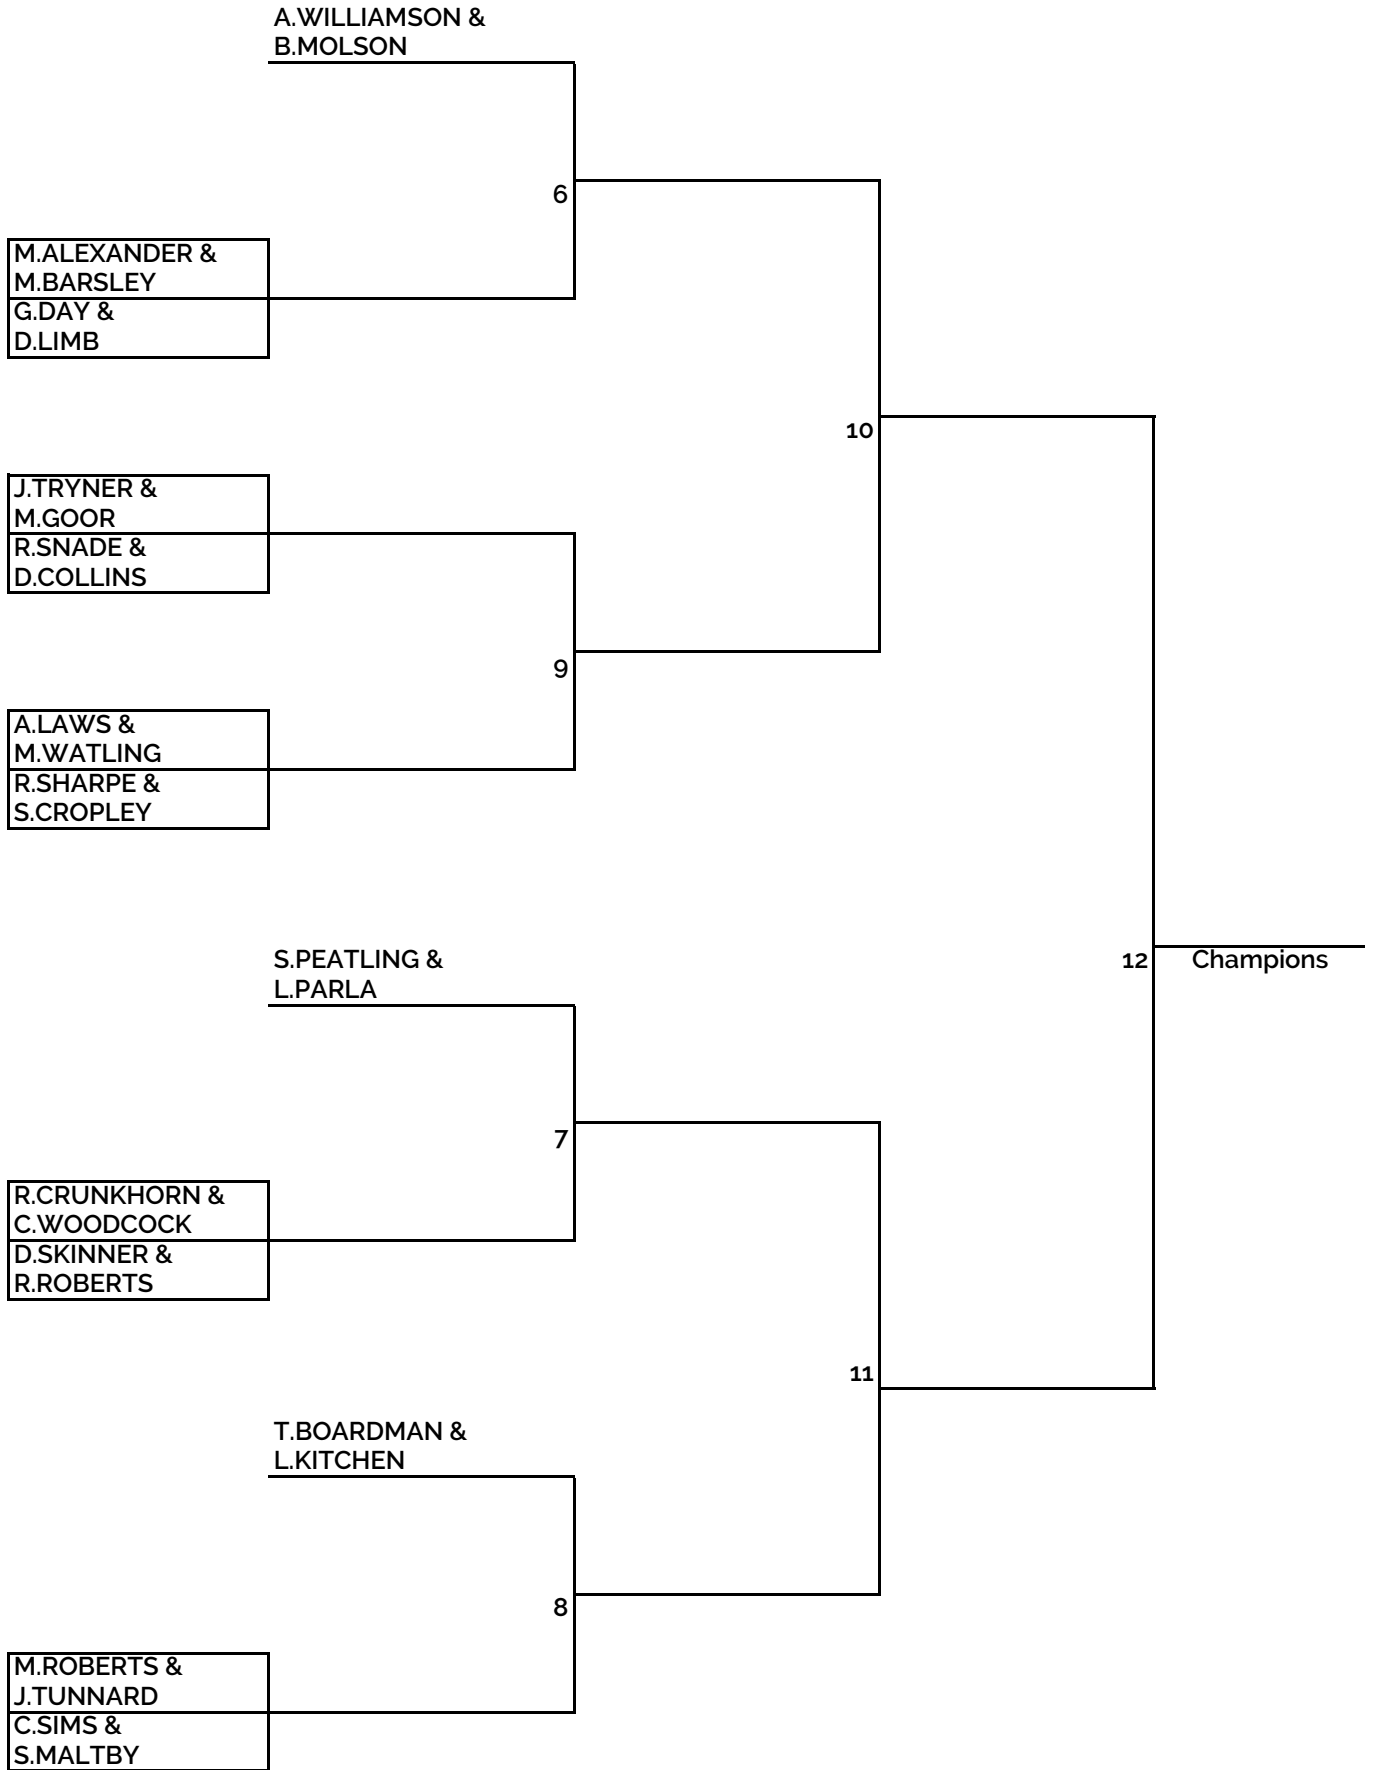 A.WILLIAMSON &
B.MOLSON
6
M.ALEXANDER &
M.BARSLEY
G.DAY &
D.LIMB
10
J.TRYNER &
M.GOOR
R.SNADE &
D.COLLINS
9
A.LAWS &
M.WATLING
R.SHARPE &
S.CROPLEY
S.PEATLING &
L.PARLA
12 Champions
7
R.CRUNKHORN &
C.WOODCOCK
D.SKINNER &
R.ROBERTS
11
T.BOARDMAN &
L.KITCHEN
8
M.ROBERTS &
J.TUNNARD
C.SIMS &
S.MALTBY